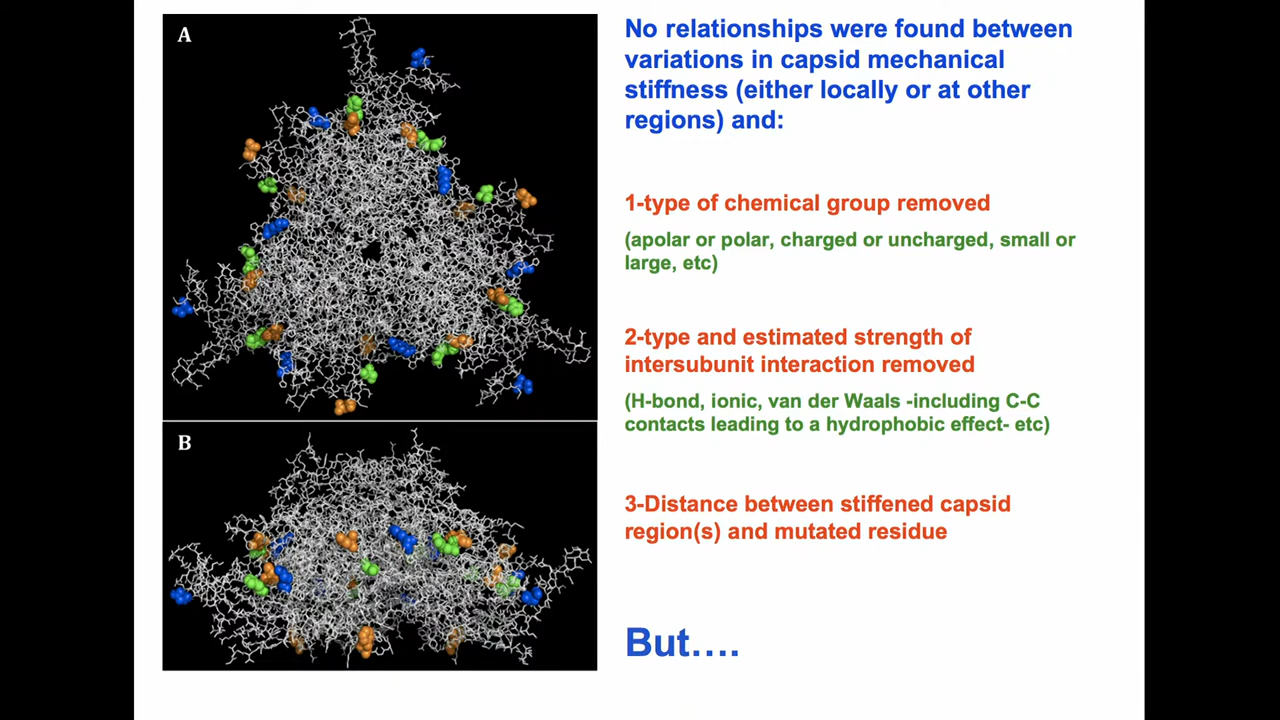 A
B
No relationships were found between
variations in capsid mechanical
stiffness (either locally or at other
regions) and:
1-type of chemical group removed
(apolar or polar, charged or uncharged, small or
large, etc)
2-type and estimated strength of
intersubunit interaction removed
(H-bond, ionic, van der Waals -including C-C
contacts leading to a hydrophobic effect- etc)
3-Distance between stiffened capsid
region(s) and mutated residue
But....